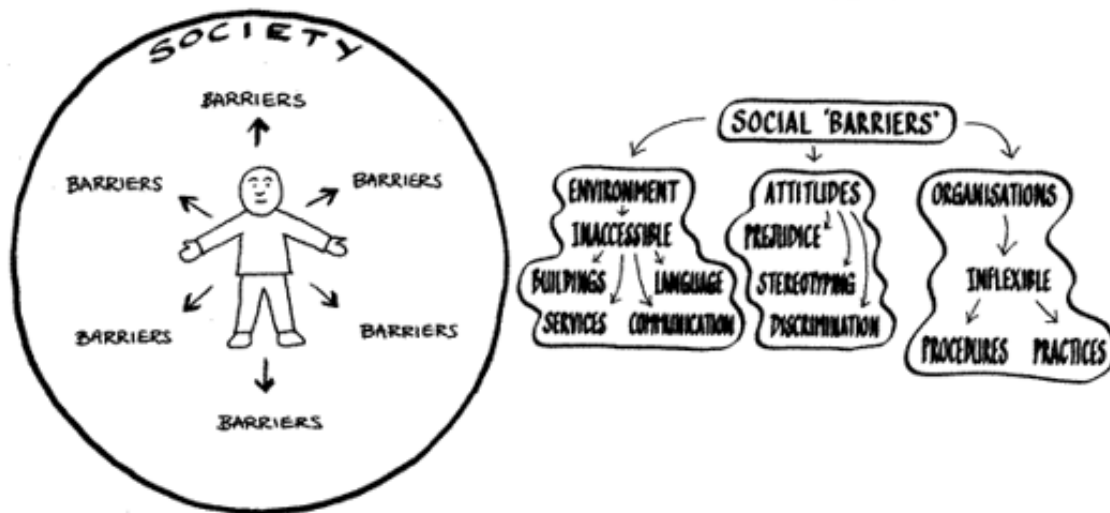 SOCIETY
BARRIERS
BARRIERS
BARRIERS
BARRIERS
BARRIERS
BARRIERS
SOCIAL 'BARRIERS'
ENVIRONMENT
INACCESSIBLE
BUILDINGS LANGUAGE
SERVICES COMMUNICATION
ATTITUDES
PREJUDICE
STEREOTYPING
DISCRIMINATION
ORGANISATIONS
INFLEXIBLE
PROCEDURES PRACTICES